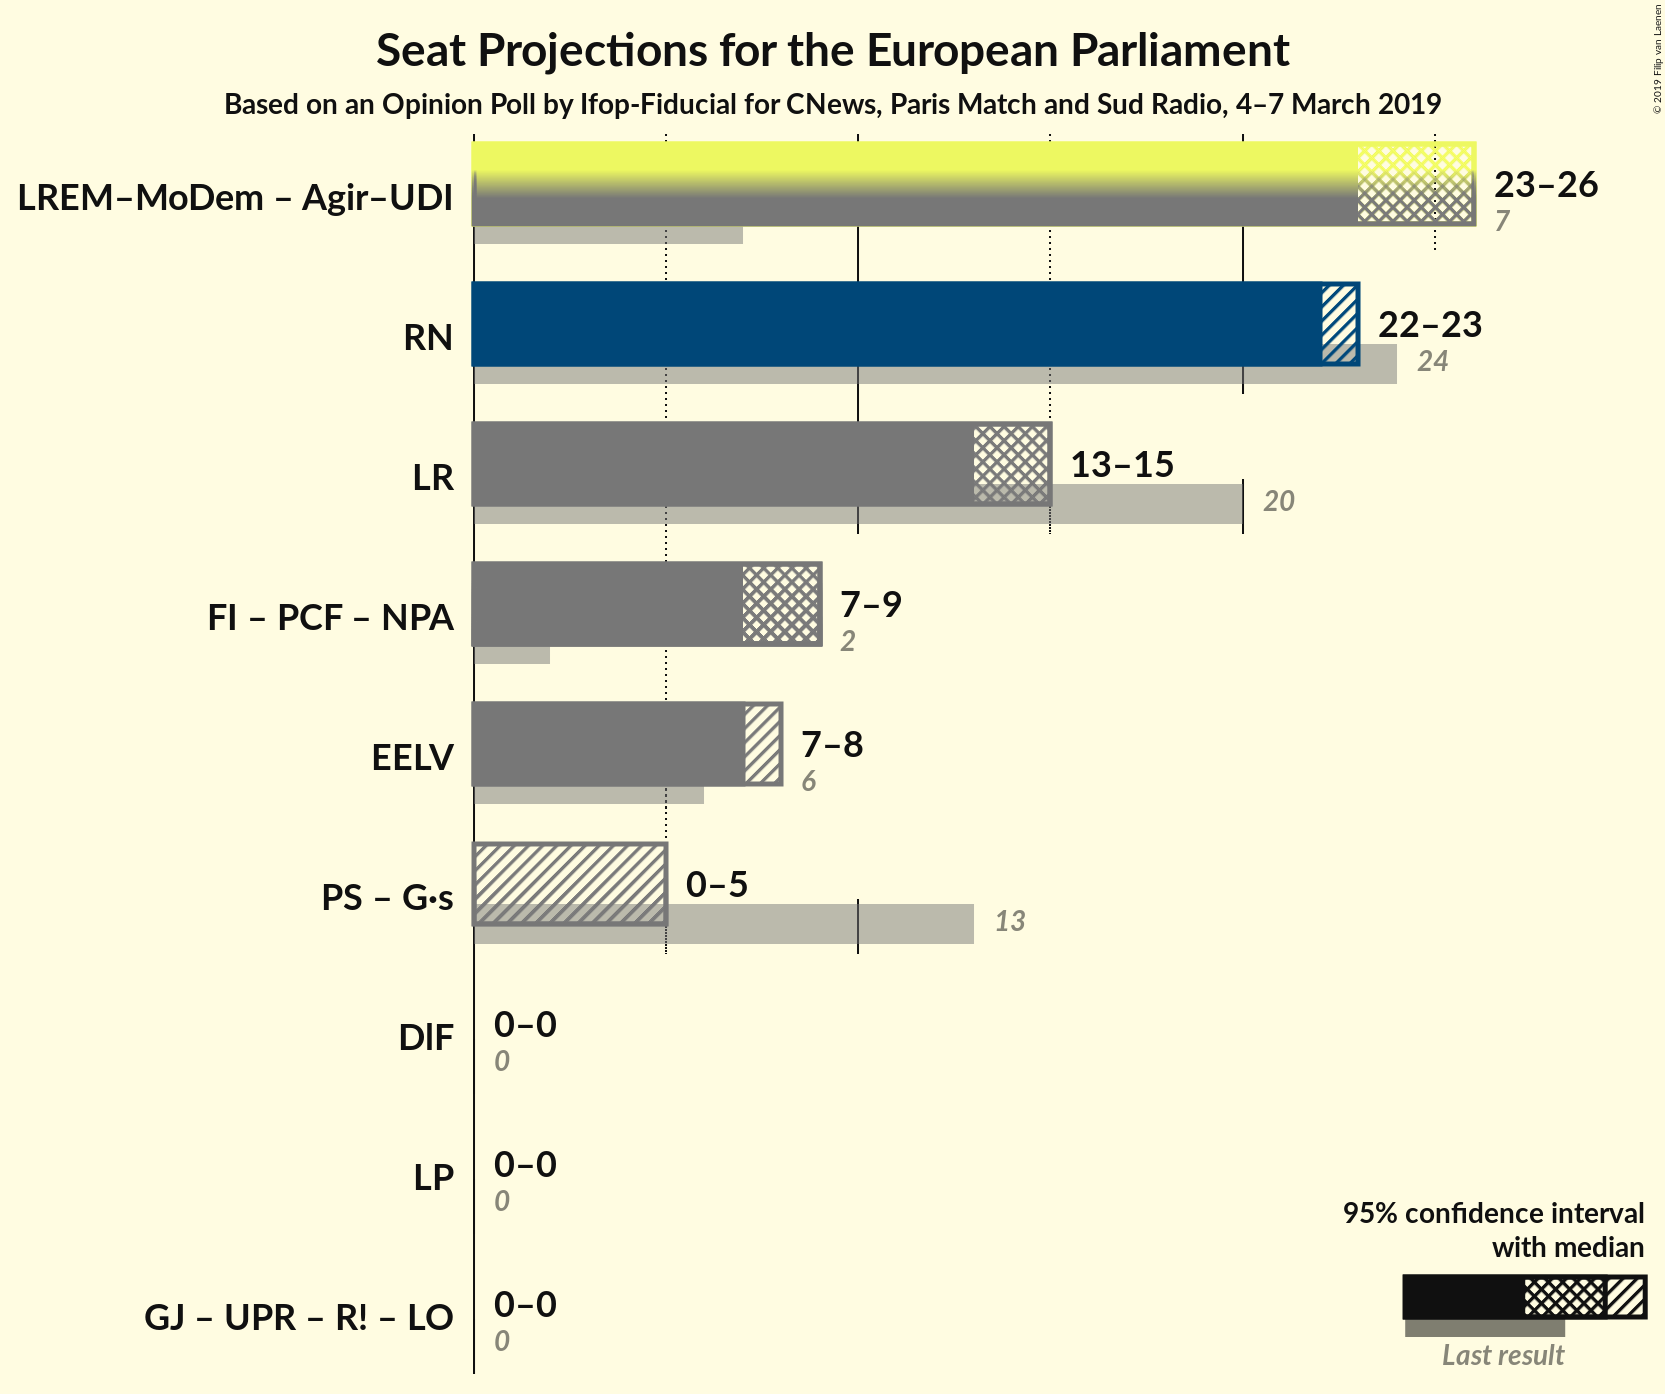 Seat Projections for the European Parliament
Based on an Opinion Poll by Ifop-Fiducial for CNews, Paris Match and Sud Radio, 4–7 March 2019
© 2019 Filip van Laenen
LREM–MoDem – Agir–UDI
23–26
7
RN
22–23
24
LR
13–15
20
FI – PCF – NPA
7–9
2
EELV
7–8
6
PS – G·s
0–5
13
DlF
0–0
0
LP
0–0
0
GJ – UPR – R! – LO
0–0
0
95% confidence interval
with median
Last result